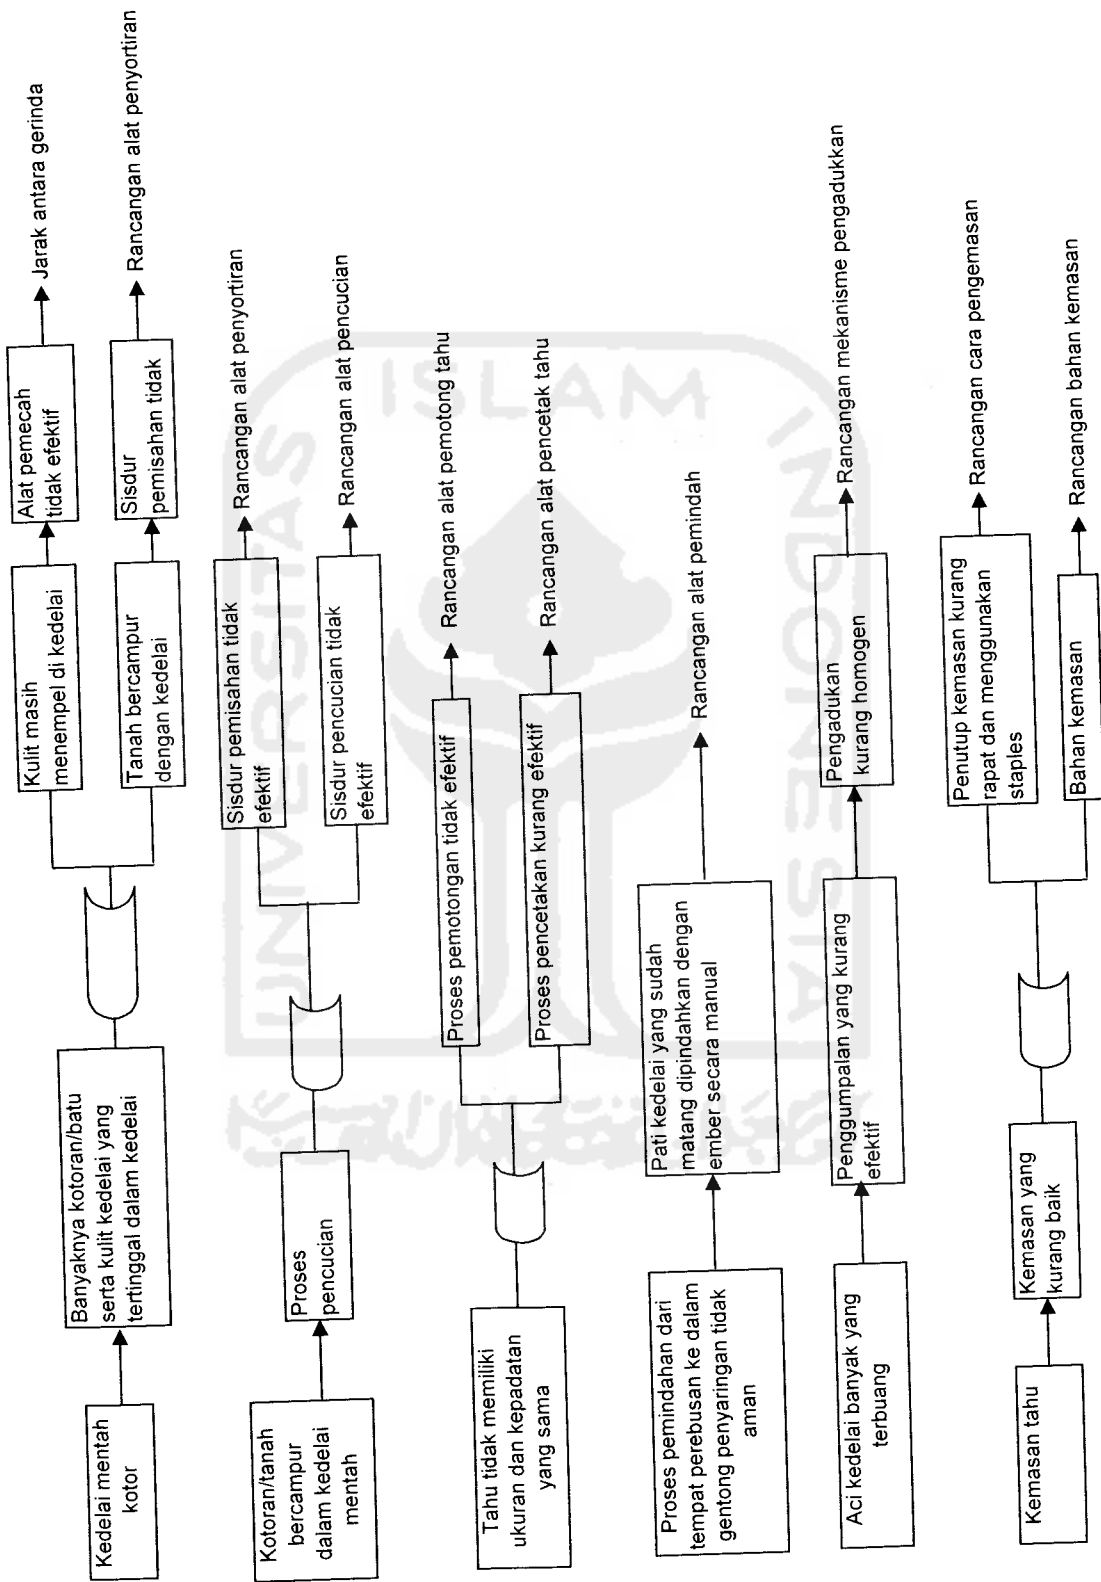 Kedelai mentah
kotor
Banyaknya kotoran/batu
serta kulit kedelai yang
tertinggal dalam kedelai
Kulit masih
menempel di kedelai
Alat pemecah
tidak efektif
Jarak antara gerinda
Tanah bercampur
dengan kedelai
Sisdur
pemisahan tidak
Rancangan alat penyortiran
Kotoran/tanah
bercampur
dalam kedelai
mentah
Proses
pencucian
Sisdur pemisahan tidak
efektif
Rancangan alat penyortiran
Sisdur pencucian tidak
efektif
Rancangan alat pencucian
Tahu tidak memiliki
ukuran dan kepadatan
yang sama
Proses pemotongan tidak efektif
Rancangan alat pemotong tahu
Proses pencetakan kurang efektif
Rancangan alat pencetak tahu
Proses pemindahan dari
tempat perebusan ke dalam
gentong penyaringan tidak
aman
Pati kedelai yang sudah
matang dipindahkan dengan
ember secara manual
Rancangan alat pemindah
Aci kedelai banyak yang
terbuang
Penggumpalan yang kurang
efektif
Pengadukan
kurang homogen
Rancangan mekanisme pengadukkan
Kemasan tahu
Kemasan yang
kurang baik
Penutup kemasan kurang
rapat dan menggunakan
staples
Rancangan cara pengemasan
Bahan kemasan
Rancangan bahan kemasan
UNIVERSITAS
ISLAM
INDONESIA